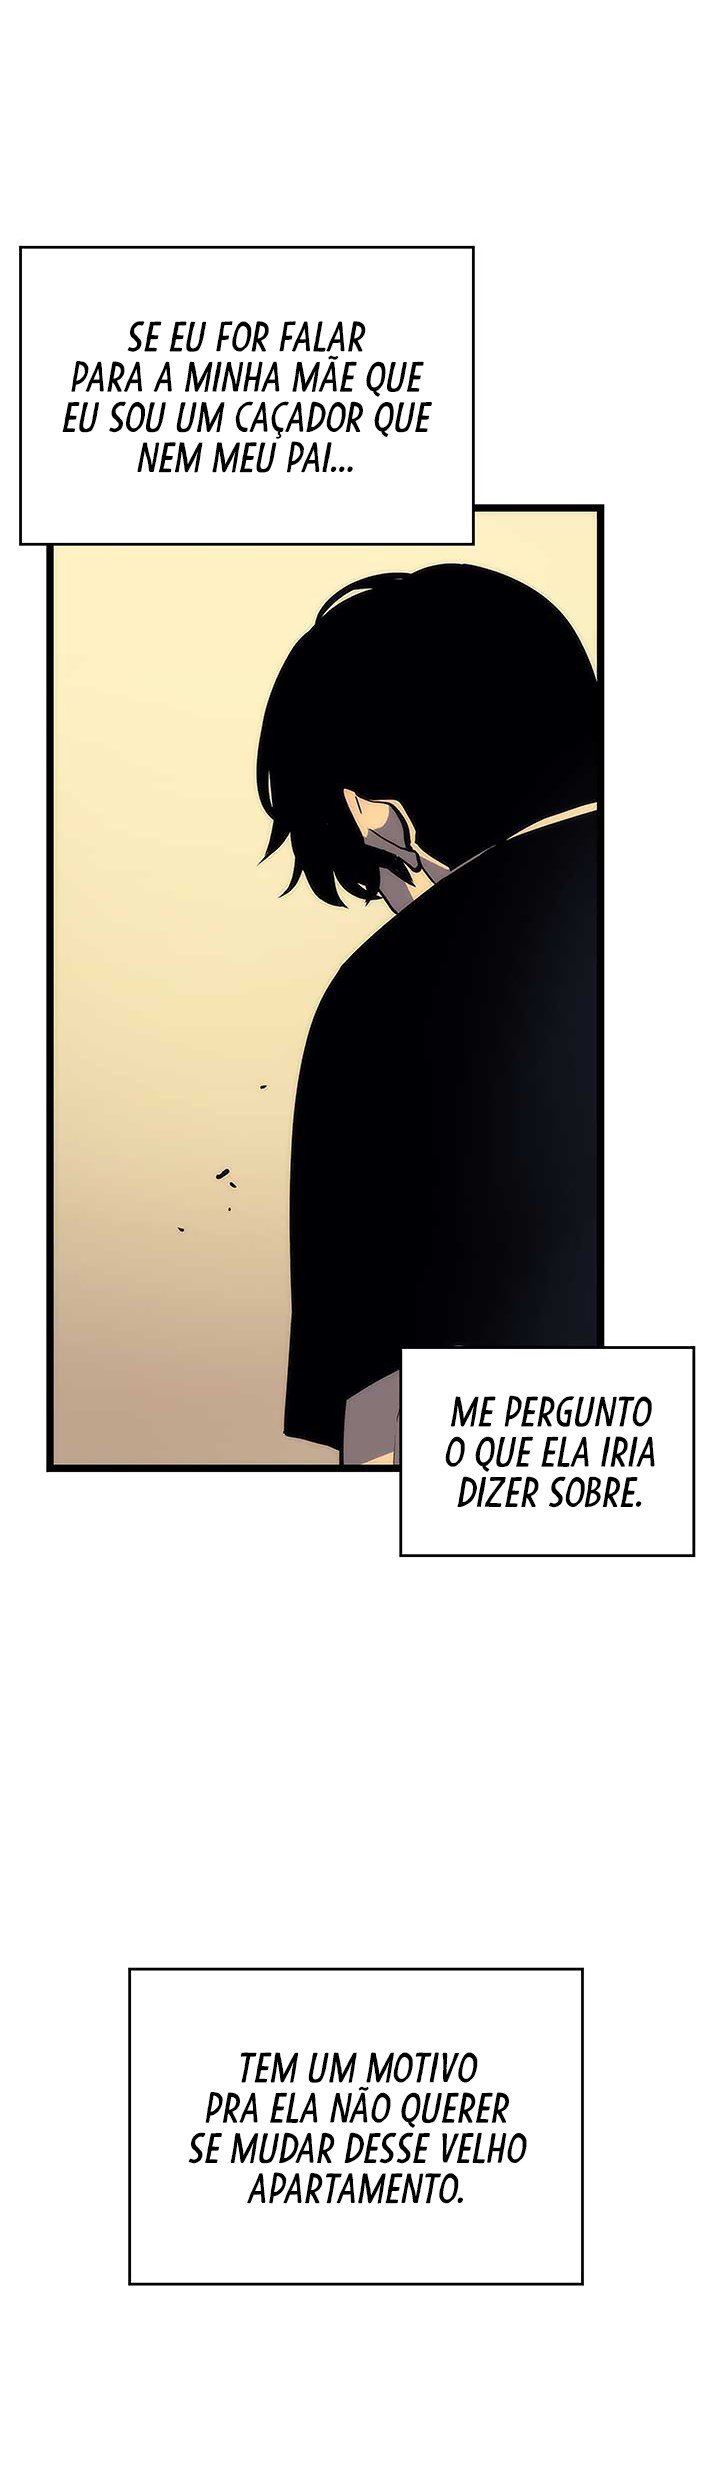 SE EU FOR FALAR
PARA A MINHA MÃE QUE
EU SOU UM CAÇADOR QUE
NEM MEU PAI...
ME PERGUNTO
O QUE ELA IRIA
DIZER SOBRE.
TEM UM MOTIVO
PRA ELA NÃO QUERER
SE MUDAR DESSE VELHO
APARTAMENTO.